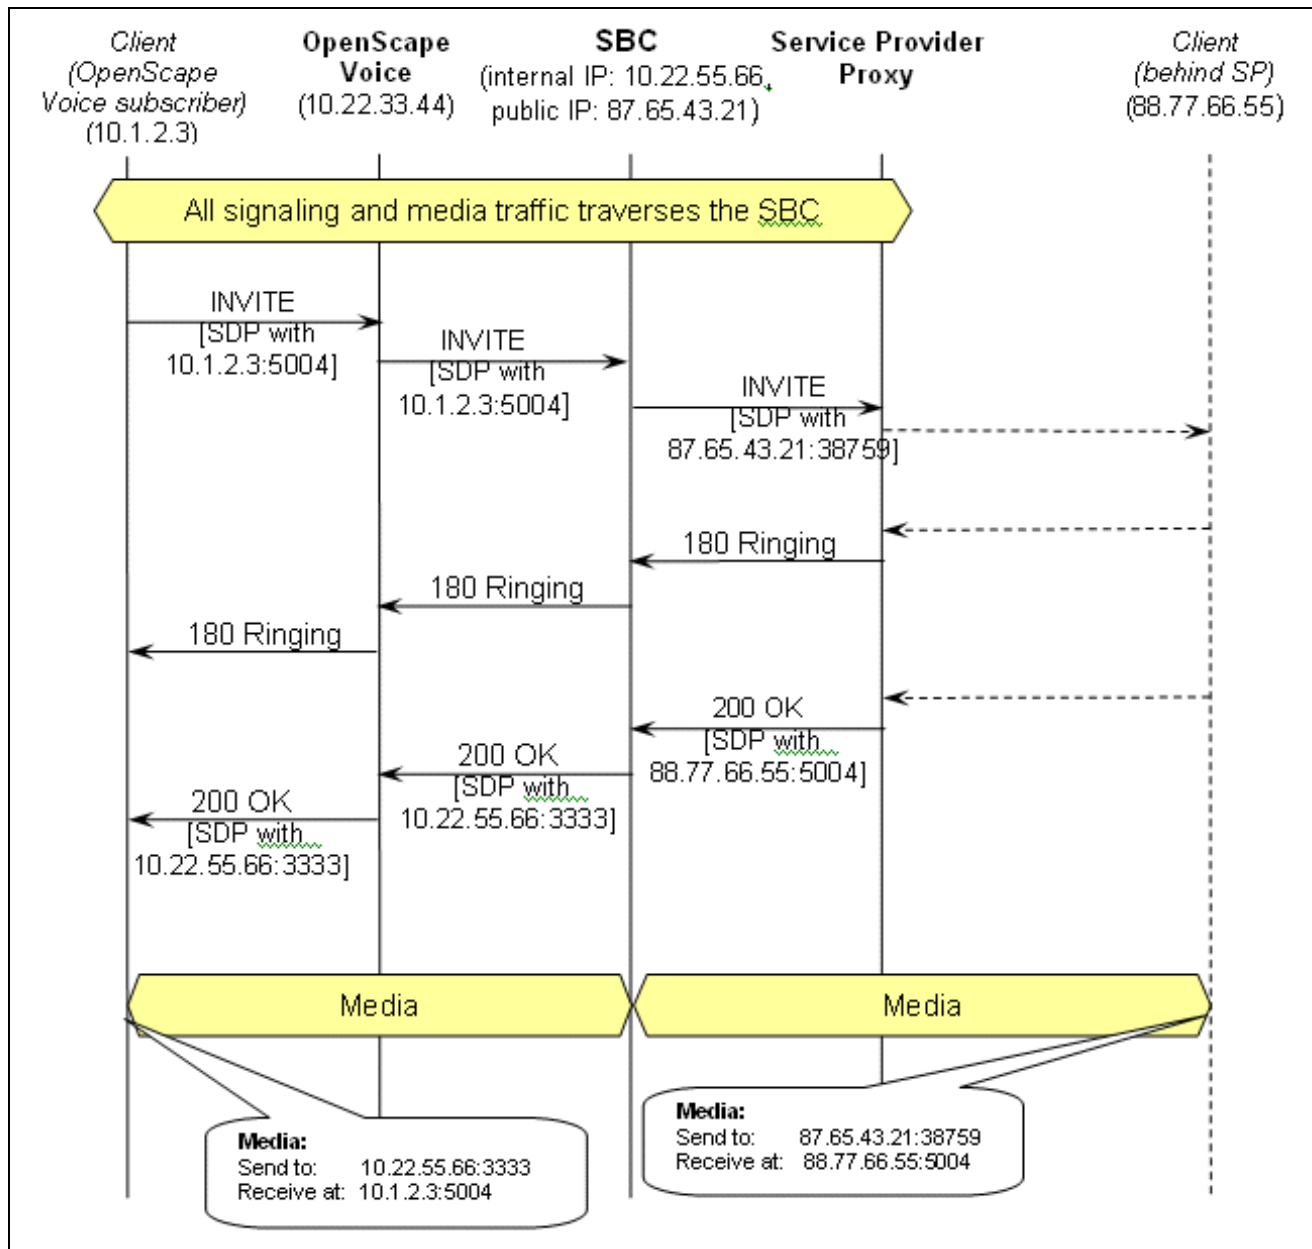 Client
(OpenScape
Voice subscriber)
(10.1.2.3)
OpenScape
Voice
(10.22.33.44)
SBC
(internal IP: 10.22.55.66,
public IP: 87.65.43.21)
Service Provider
Proxy
Client
(behind SP)
(88.77.66.55)
All signaling and media traffic traverses the SBC
INVITE
[SDP with
10.1.2.3:5004]
INVITE
[SDP with
10.1.2.3:5004]
INVITE
[SDP with
87.65.43.21:38759]
180 Ringing
180 Ringing
180 Ringing
200 OK
[SDP with
88.77.66.55:5004]
200 OK
[SDP with
10.22.55.66:3333]
200 OK
[SDP with
10.22.55.66:3333]
Media
Media
Media:
Send to: 10.22.55.66:3333
Receive at: 10.1.2.3:5004
Media:
Send to: 87.65.43.21:38759
Receive at: 88.77.66.55:5004